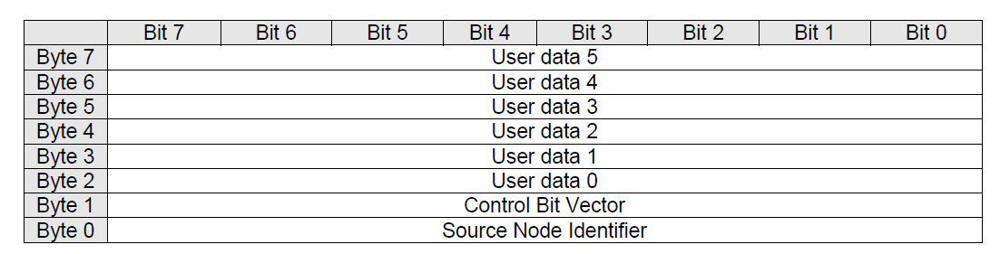 Bit 7 Bit 6 Bit 5 Bit 4 Bit 3 Bit 2 Bit 1 Bit 0
Byte 7 User data 5
Byte 6 User data 4
Byte 5 User data 3
Byte 4 User data 2
Byte 3 User data 1
Byte 2 User data 0
Byte 1 Control Bit Vector
Byte 0 Source Node Identifier